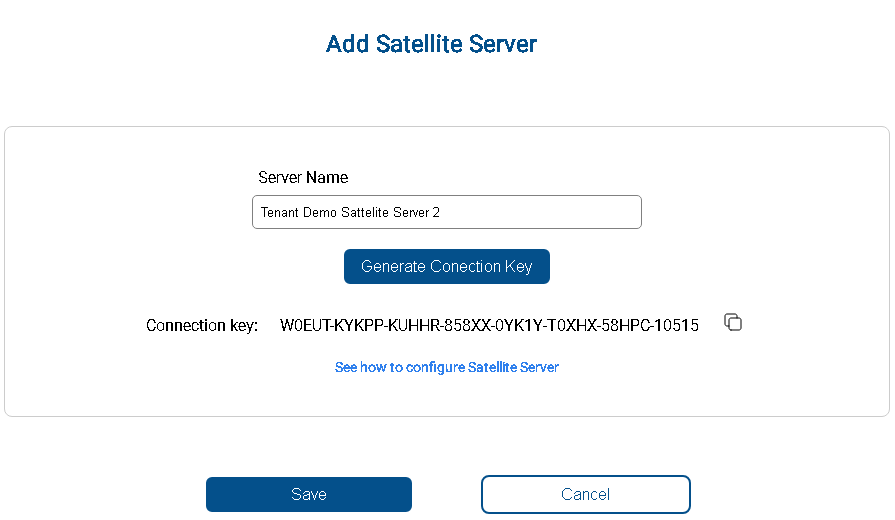 Add Satellite Server
Server Name
Tenant Demo Sattelite Server 2
Generate Conection Key
Connection key: W0EUT-KYKPP-KUHHR-858XX-0YK1Y-T0XHX-58HPC-10515
See how to configure Satellite Server
Save Cancel